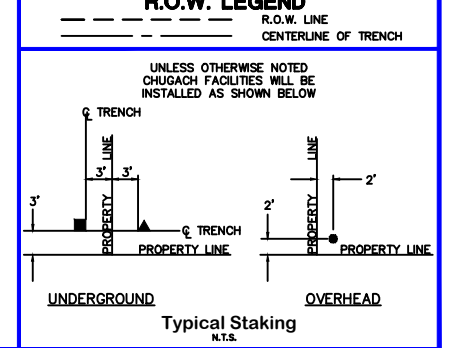 R.O.W. LEGEND
R.O.W. LINE
CENTERLINE OF TRENCH
UNLESS OTHERWISE NOTED
CHUGACH FACILITIES WILL BE
INSTALLED AS SHOWN BELOW
℄ TRENCH
PROPERTY LINE
3' 3'
3'
℄ TRENCH
PROPERTY LINE
UNDERGROUND
PROPERTY LINE
2'
2'
PROPERTY LINE
OVERHEAD
Typical Staking
N.T.S.